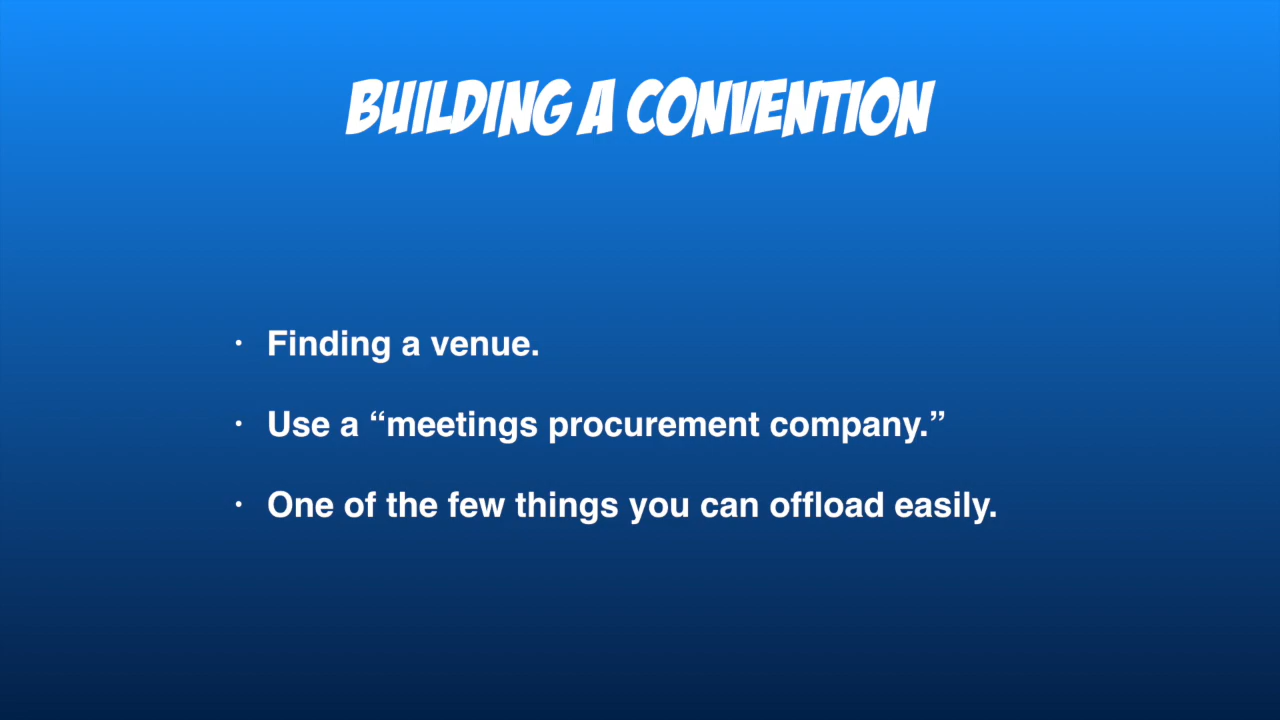 BUILDING A CONVENTION
· Finding a venue.
· Use a “meetings procurement company.”
· One of the few things you can offload easily.